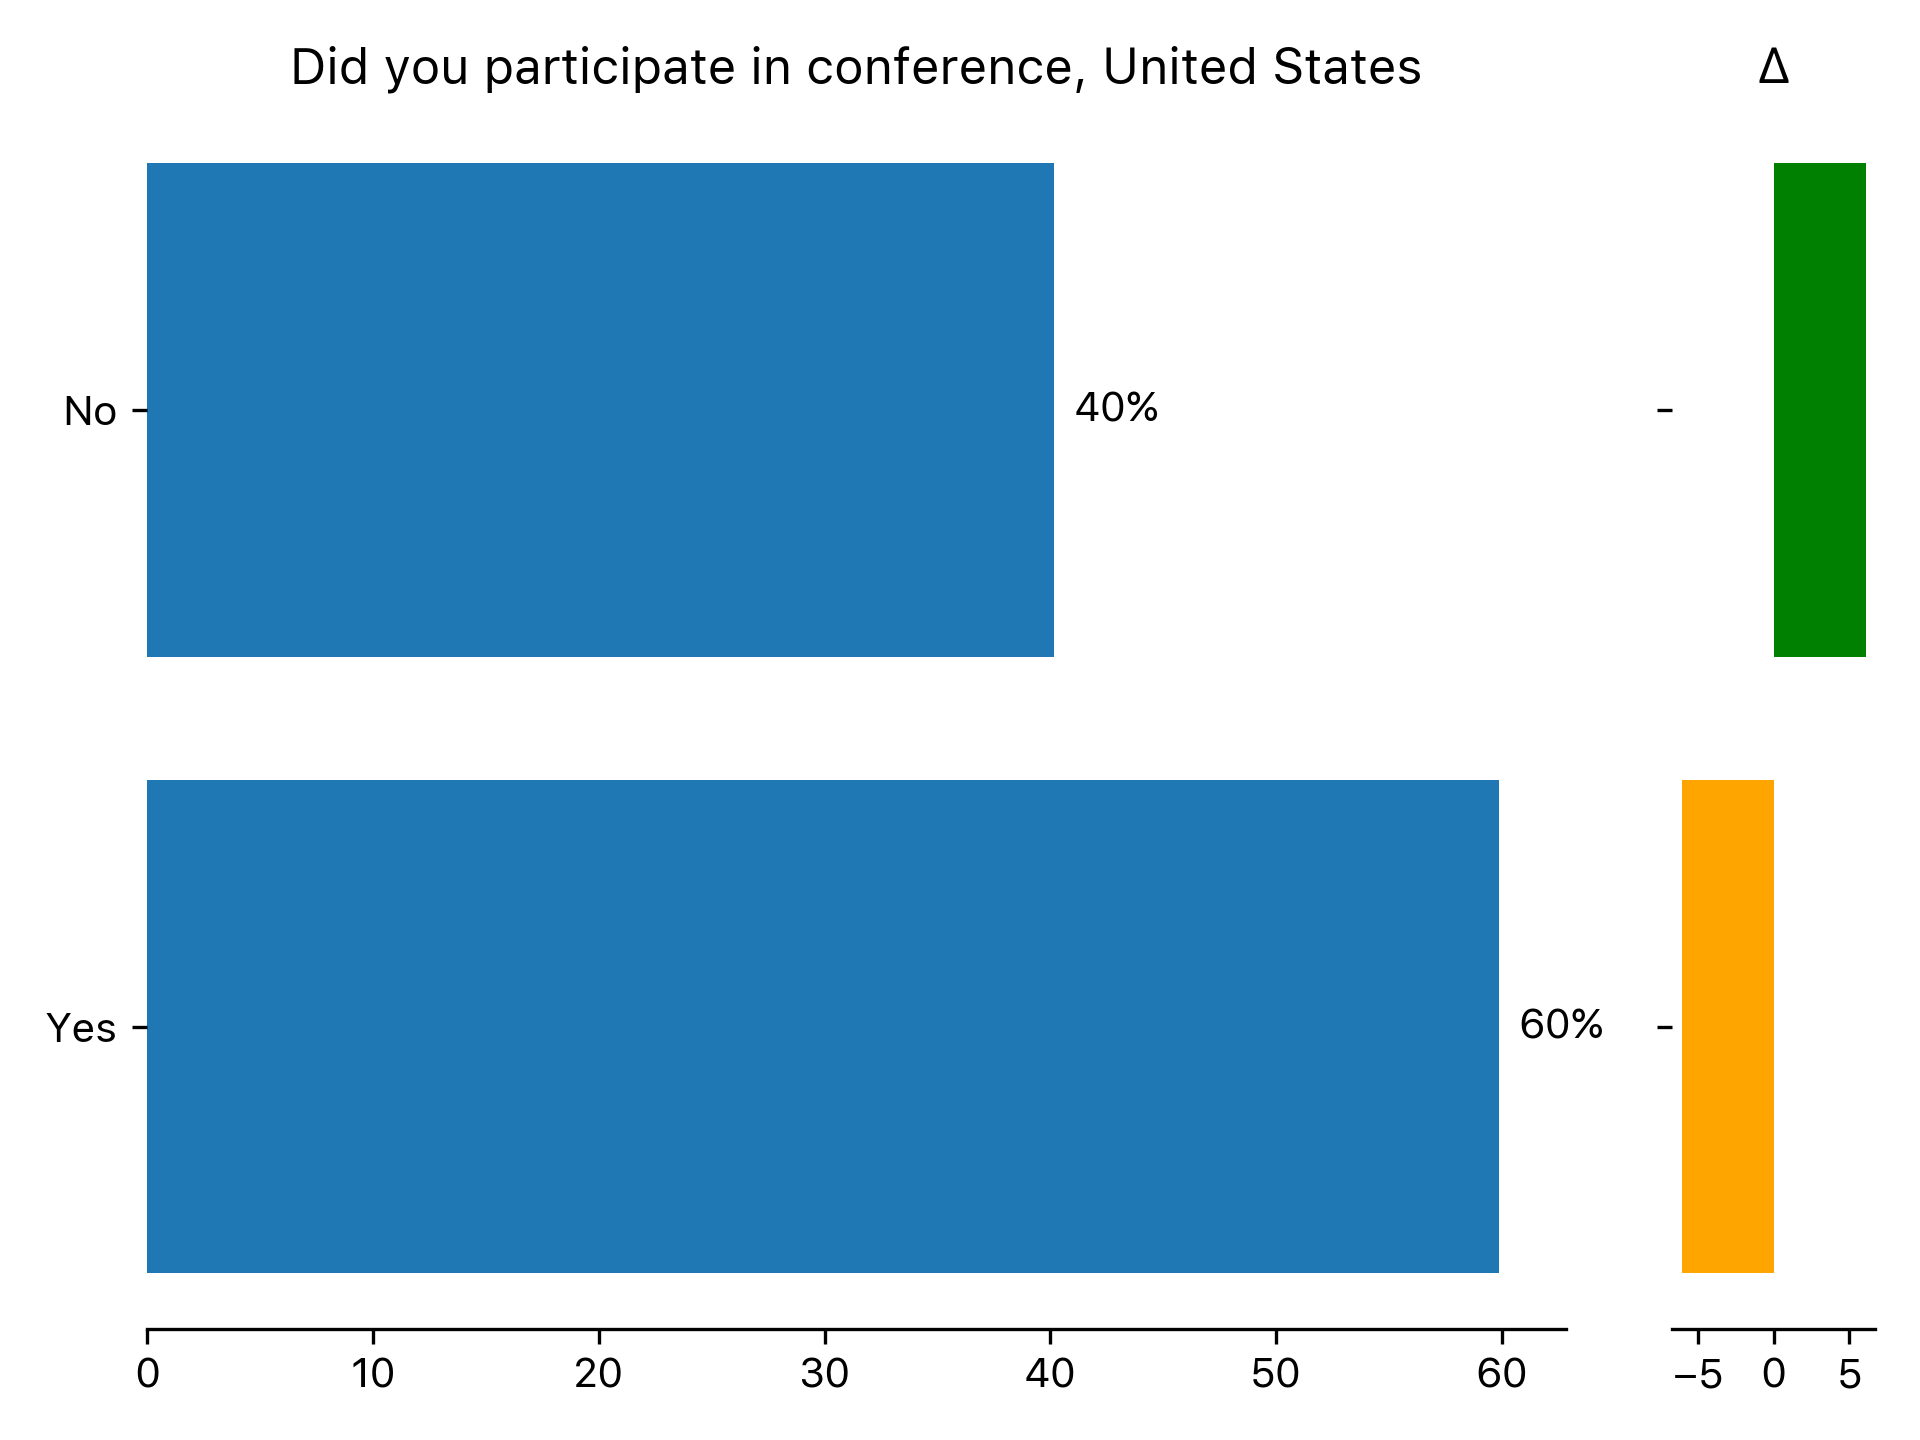 Did you participate in conference, United States
Δ
No
40%
Yes
60%
0 10 20 30 40 50 60
−5 0 5